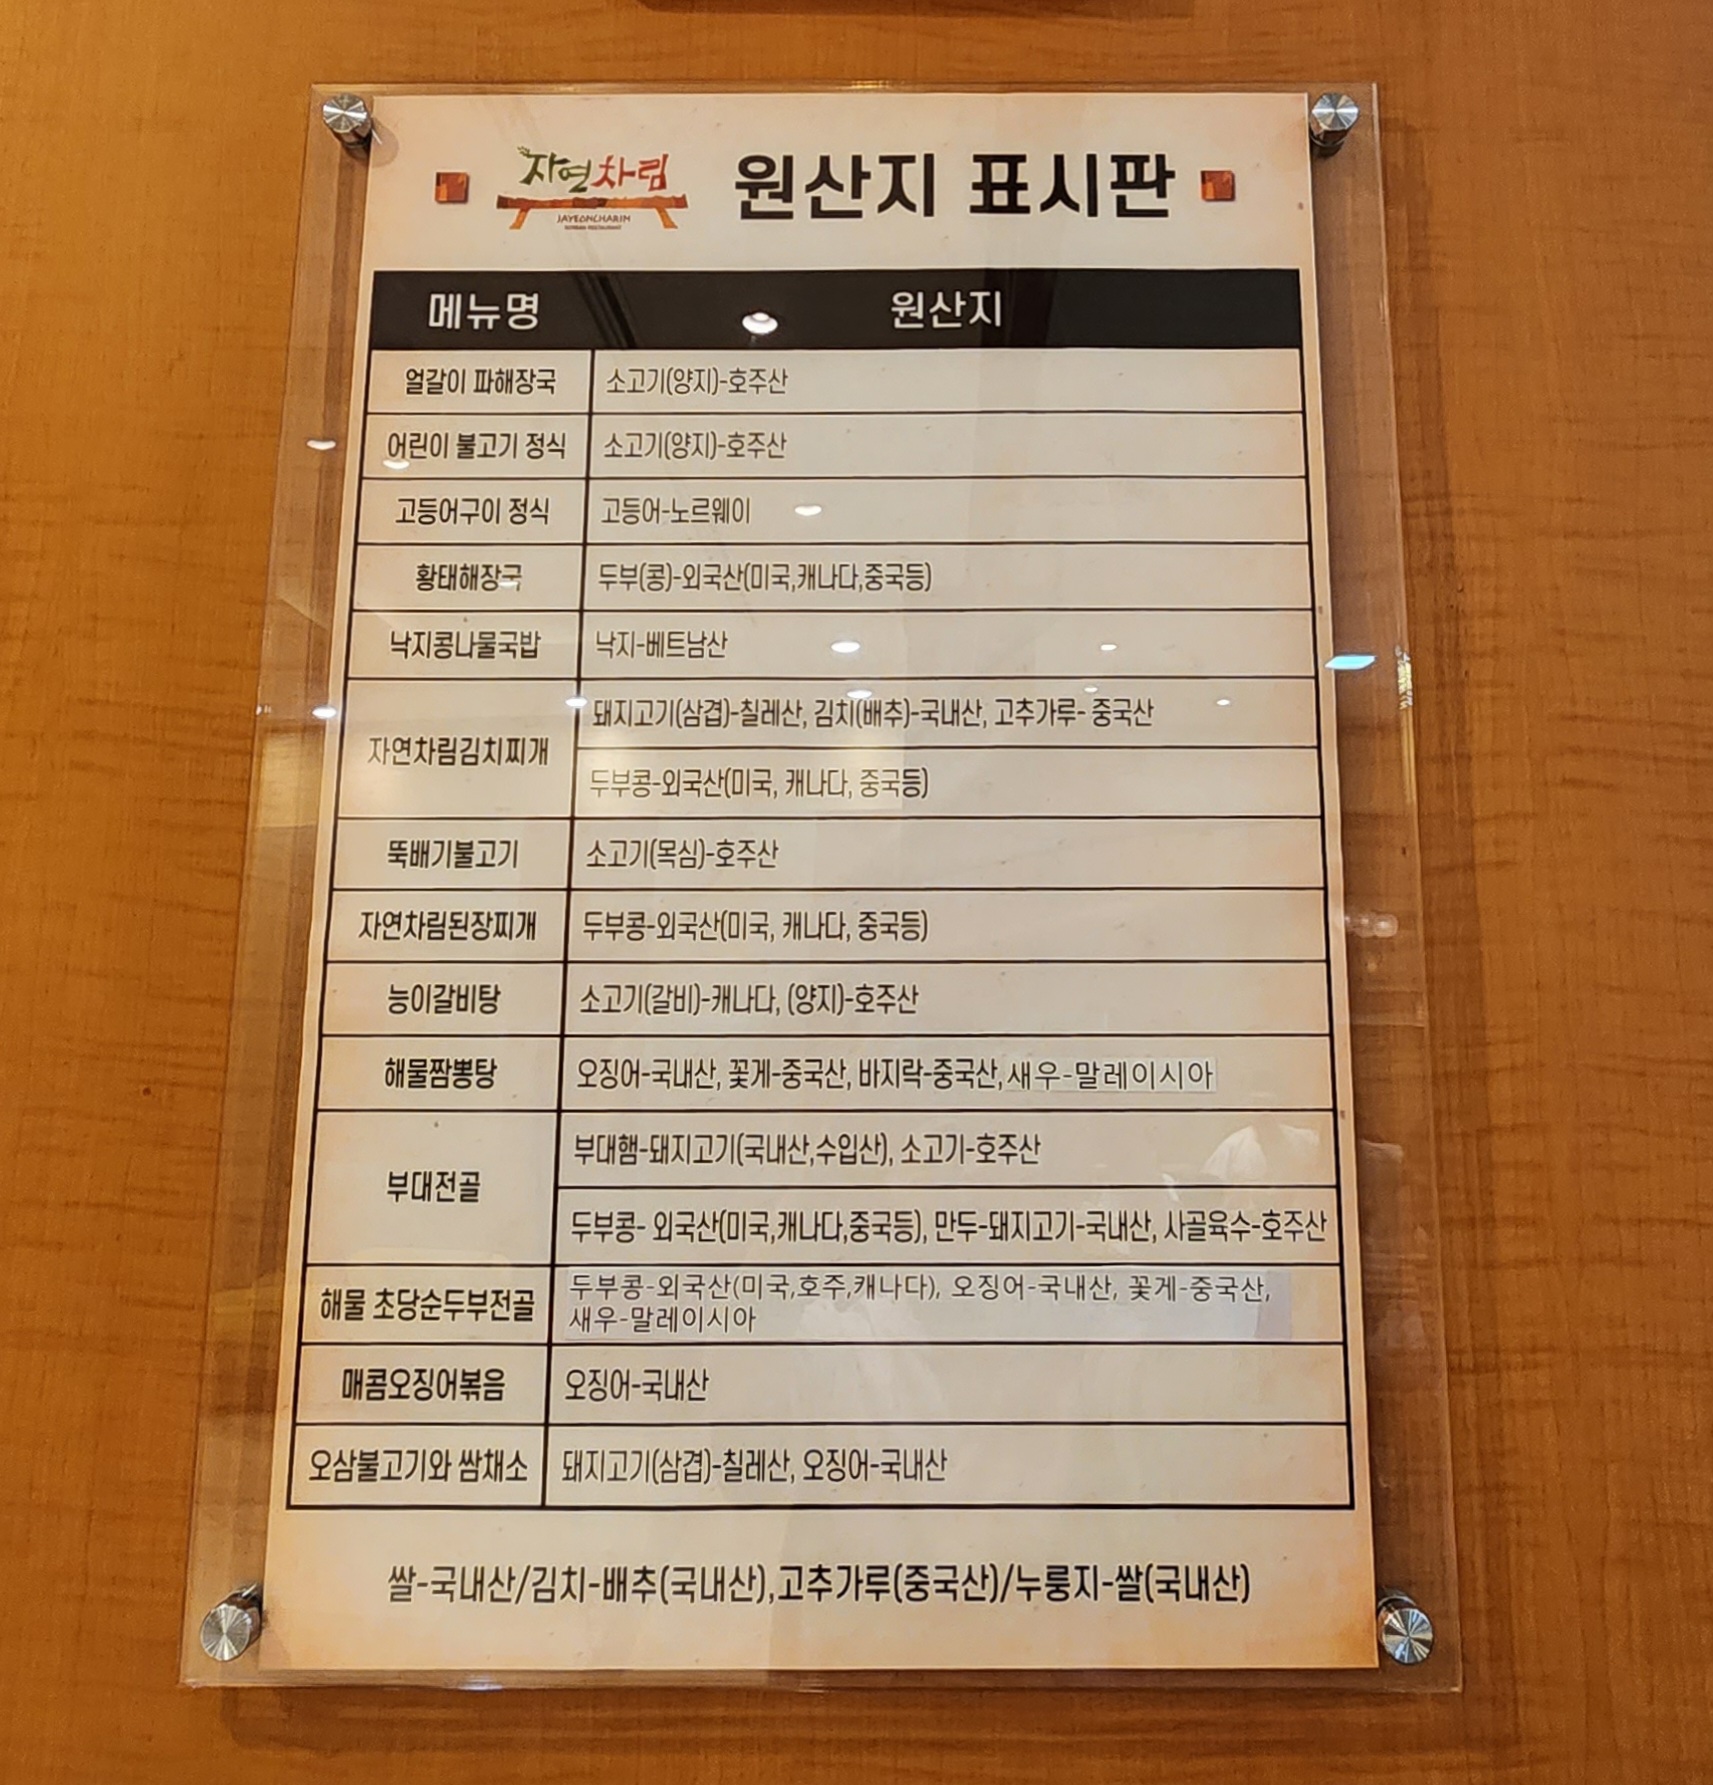 자연차림
JAYEONCHARIM
KOREAN RESTAURANT
원산지 표시판
메뉴명 원산지
얼갈이 파해장국 소고기(양지)-호주산
어린이 불고기 정식 소고기(양지)-호주산
고등어구이 정식 고등어-노르웨이
황태해장국 두부(콩)-외국산(미국,캐나다,중국등)
낙지콩나물국밥 낙지-베트남산
자연차림김치찌개 돼지고기(삼겹)-칠레산, 김치(배추)-국내산, 고추가루- 중국산
두부콩-외국산(미국, 캐나다, 중국등)
뚝배기불고기 소고기(목심)-호주산
자연차림된장찌개 두부콩-외국산(미국, 캐나다, 중국등)
능이갈비탕 소고기(갈비)-캐나다, (양지)-호주산
해물짬뽕탕 오징어-국내산, 꽃게-중국산, 바지락-중국산, 새우-말레이시아
부대전골 부대햄-돼지고기(국내산,수입산), 소고기-호주산
두부콩- 외국산(미국,캐나다,중국등), 만두-돼지고기-국내산, 사골육수-호주산
해물 초당순두부전골 두부콩-외국산(미국,호주,캐나다), 오징어-국내산, 꽃게-중국산,
새우-말레이시아
매콤오징어볶음 오징어-국내산
오삼불고기와 쌈채소 돼지고기(삼겹)-칠레산, 오징어-국내산
쌀-국내산/김치-배추(국내산),고추가루(중국산)/누룽지-쌀(국내산)